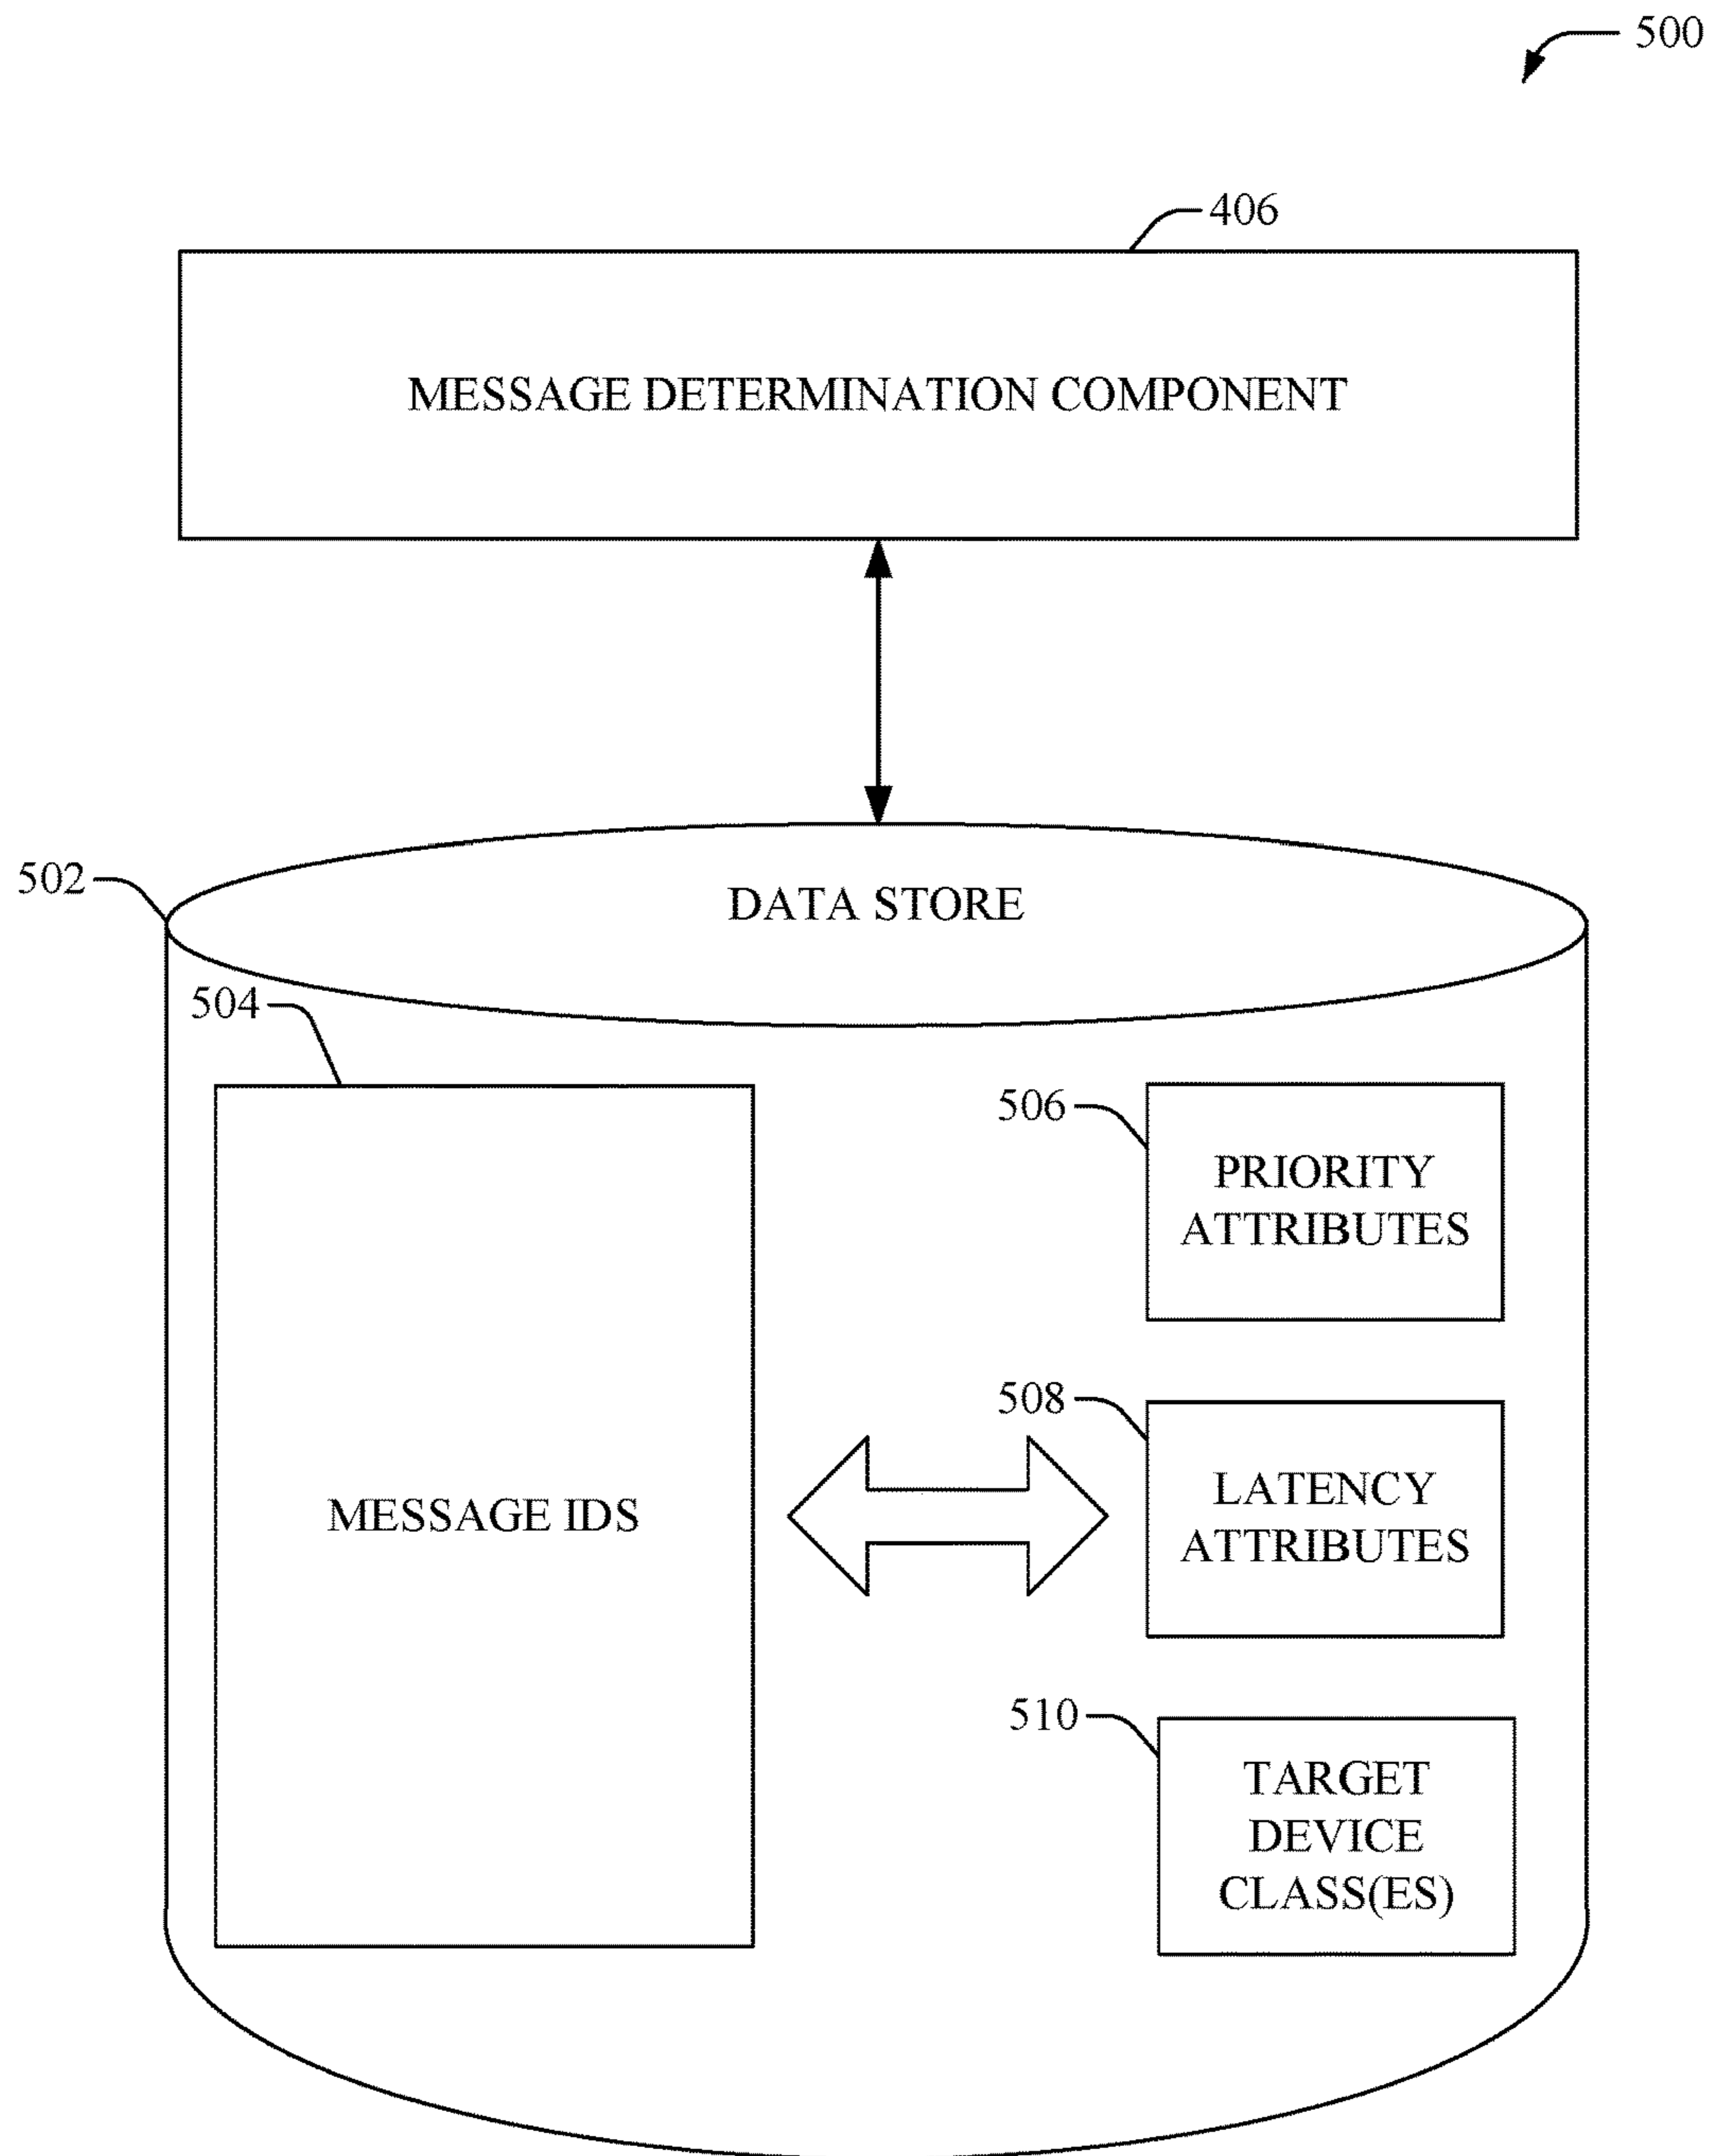 500
406
MESSAGE DETERMINATION COMPONENT
502
DATA STORE
504
506
PRIORITY
ATTRIBUTES
508
LATENCY
ATTRIBUTES
MESSAGE IDS
510
TARGET
DEVICE
CLASS(ES)